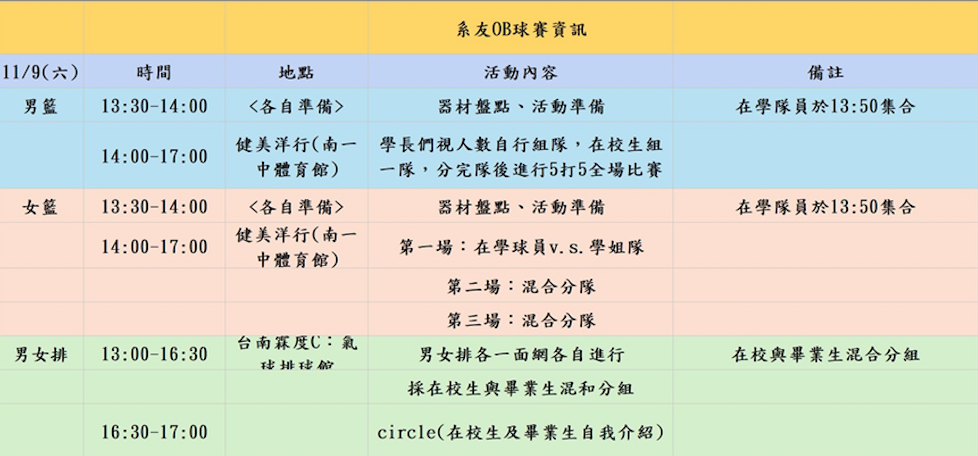 系友OB球賽資訊
11/9(六) 時間 地點 活動內容 備註
男籃 13:30-14:00 <各自準備> 器材盤點、活動準備 在學隊員於13:50集合
14:00-17:00 健美洋行(南一中體育館) 學長們視人數自行組隊，在校生組一隊，分完隊後進行5打5全場比賽
女籃 13:30-14:00 <各自準備> 器材盤點、活動準備 在學隊員於13:50集合
14:00-17:00 健美洋行(南一中體育館) 第一場：在學球員v.s.學姐隊
第二場：混合分隊
第三場：混合分隊
男女排 13:00-16:30 台南霖度C：氣球排球館 男女排各一面網各自進行 在校與畢業生混合分組
採在校生與畢業生混和分組
16:30-17:00 circle(在校生及畢業生自我介紹)